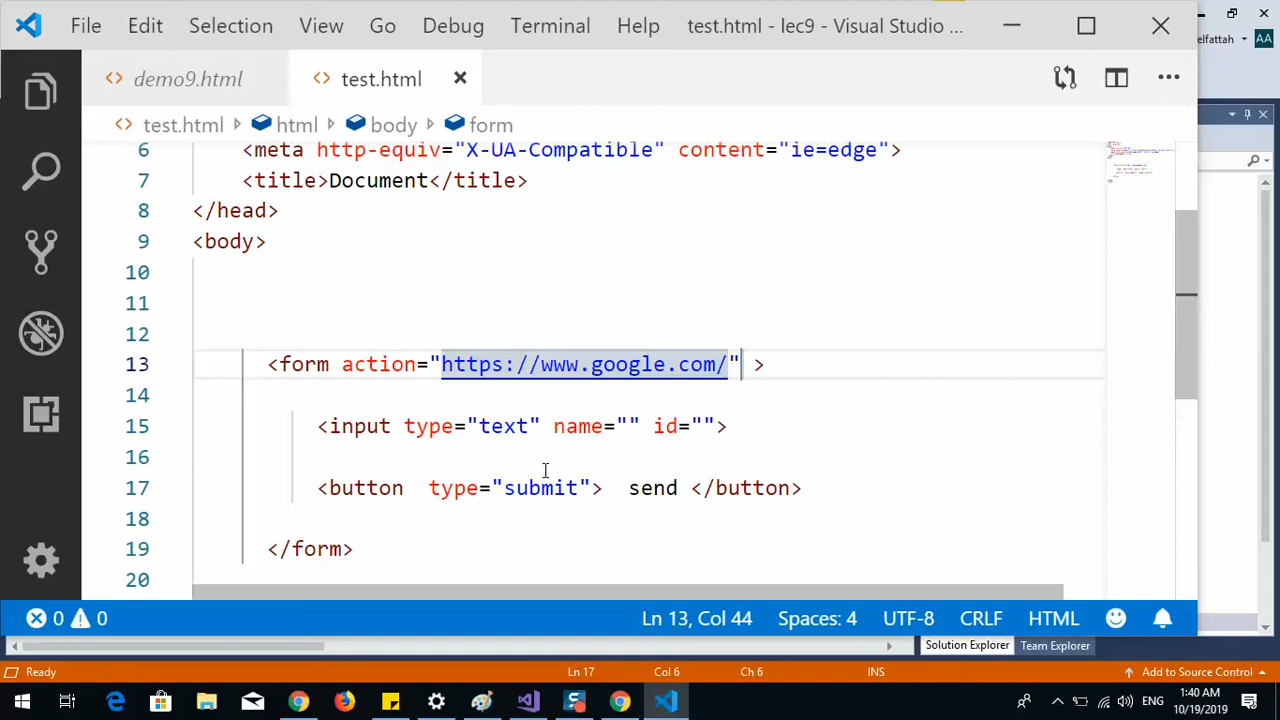 File Edit Selection View Go Debug Terminal Help test.html - lec9 - Visual Studio ...
elfattah AA
demo9.html test.html
test.html html body form
6 <meta http-equiv="X-UA-Compatible" content="ie=edge">
7 <title>Document</title>
8 </head>
9 <body>
10
11
12
13 <form action="https://www.google.com/" >
14
15 <input type="text" name="" id="">
16
17 <button  type="submit">  send </button>
18
19 </form>
20
0 0 Ln 13, Col 44 Spaces: 4 UTF-8 CRLF HTML
Solution Explorer Team Explorer
Ready Ln 17 Col 6 Ch 6 INS Add to Source Control
ENG 1:40 AM
10/19/2019